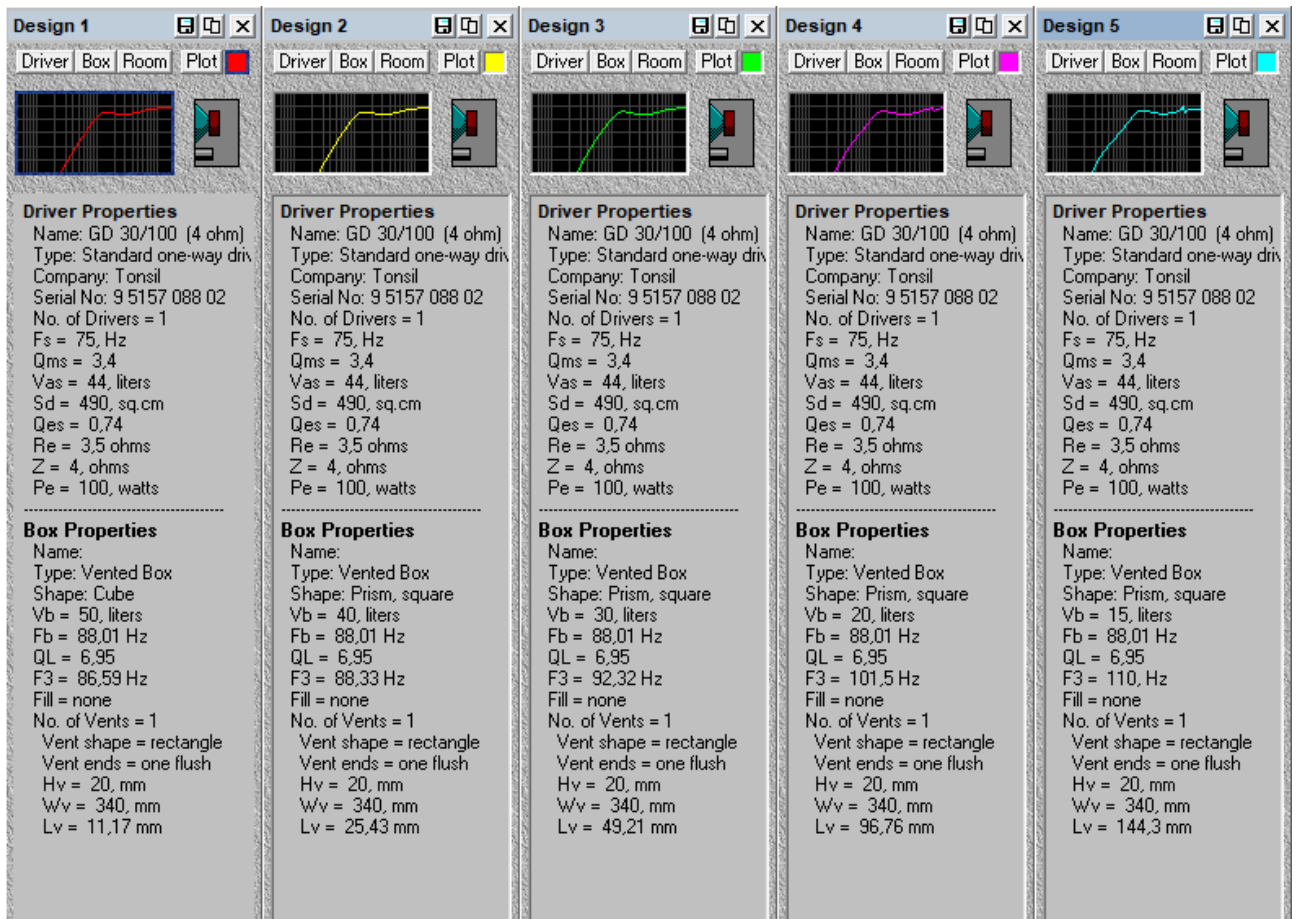 Design 1
Driver Box Room Plot
Driver Properties
Name: GD 30/100 (4 ohm)
Type: Standard one-way driv
Company: Tonsil
Serial No: 9 5157 088 02
No. of Drivers = 1
Fs = 75, Hz
Qms = 3,4
Vas = 44, liters
Sd = 490, sq.cm
Qes = 0,74
Re = 3,5 ohms
Z = 4, ohms
Pe = 100, watts
Box Properties
Name:
Type: Vented Box
Shape: Cube
Vb = 50, liters
Fb = 88,01 Hz
QL = 6,95
F3 = 86,59 Hz
Fill = none
No. of Vents = 1
Vent shape = rectangle
Vent ends = one flush
Hv = 20, mm
Wv = 340, mm
Lv = 11,17 mm
Design 2
Driver Box Room Plot
Driver Properties
Name: GD 30/100 (4 ohm)
Type: Standard one-way driv
Company: Tonsil
Serial No: 9 5157 088 02
No. of Drivers = 1
Fs = 75, Hz
Qms = 3,4
Vas = 44, liters
Sd = 490, sq.cm
Qes = 0,74
Re = 3,5 ohms
Z = 4, ohms
Pe = 100, watts
Box Properties
Name:
Type: Vented Box
Shape: Prism, square
Vb = 40, liters
Fb = 88,01 Hz
QL = 6,95
F3 = 88,33 Hz
Fill = none
No. of Vents = 1
Vent shape = rectangle
Vent ends = one flush
Hv = 20, mm
Wv = 340, mm
Lv = 25,43 mm
Design 3
Driver Box Room Plot
Driver Properties
Name: GD 30/100 (4 ohm)
Type: Standard one-way driv
Company: Tonsil
Serial No: 9 5157 088 02
No. of Drivers = 1
Fs = 75, Hz
Qms = 3,4
Vas = 44, liters
Sd = 490, sq.cm
Qes = 0,74
Re = 3,5 ohms
Z = 4, ohms
Pe = 100, watts
Box Properties
Name:
Type: Vented Box
Shape: Prism, square
Vb = 30, liters
Fb = 88,01 Hz
QL = 6,95
F3 = 92,32 Hz
Fill = none
No. of Vents = 1
Vent shape = rectangle
Vent ends = one flush
Hv = 20, mm
Wv = 340, mm
Lv = 49,21 mm
Design 4
Driver Box Room Plot
Driver Properties
Name: GD 30/100 (4 ohm)
Type: Standard one-way driv
Company: Tonsil
Serial No: 9 5157 088 02
No. of Drivers = 1
Fs = 75, Hz
Qms = 3,4
Vas = 44, liters
Sd = 490, sq.cm
Qes = 0,74
Re = 3,5 ohms
Z = 4, ohms
Pe = 100, watts
Box Properties
Name:
Type: Vented Box
Shape: Prism, square
Vb = 20, liters
Fb = 88,01 Hz
QL = 6,95
F3 = 101,5 Hz
Fill = none
No. of Vents = 1
Vent shape = rectangle
Vent ends = one flush
Hv = 20, mm
Wv = 340, mm
Lv = 96,76 mm
Design 5
Driver Box Room Plot
Driver Properties
Name: GD 30/100 (4 ohm)
Type: Standard one-way driv
Company: Tonsil
Serial No: 9 5157 088 02
No. of Drivers = 1
Fs = 75, Hz
Qms = 3,4
Vas = 44, liters
Sd = 490, sq.cm
Qes = 0,74
Re = 3,5 ohms
Z = 4, ohms
Pe = 100, watts
Box Properties
Name:
Type: Vented Box
Shape: Prism, square
Vb = 15, liters
Fb = 88,01 Hz
QL = 6,95
F3 = 110, Hz
Fill = none
No. of Vents = 1
Vent shape = rectangle
Vent ends = one flush
Hv = 20, mm
Wv = 340, mm
Lv = 144,3 mm